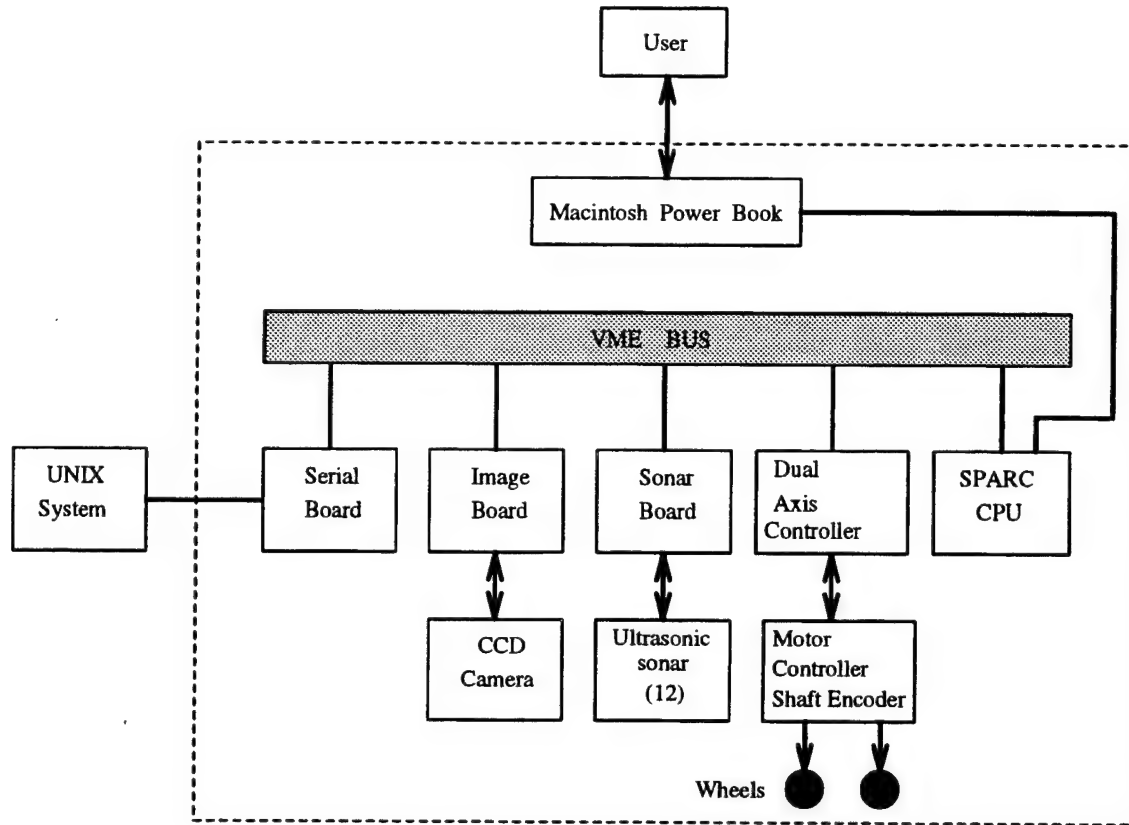 User
Macintosh Power Book
VME BUS
UNIX
System
Serial
Board
Image
Board
Sonar
Board
Dual
Axis
Controller
SPARC
CPU
CCD
Camera
Ultrasonic
sonar
(12)
Motor
Controller
Shaft Encoder
Wheels